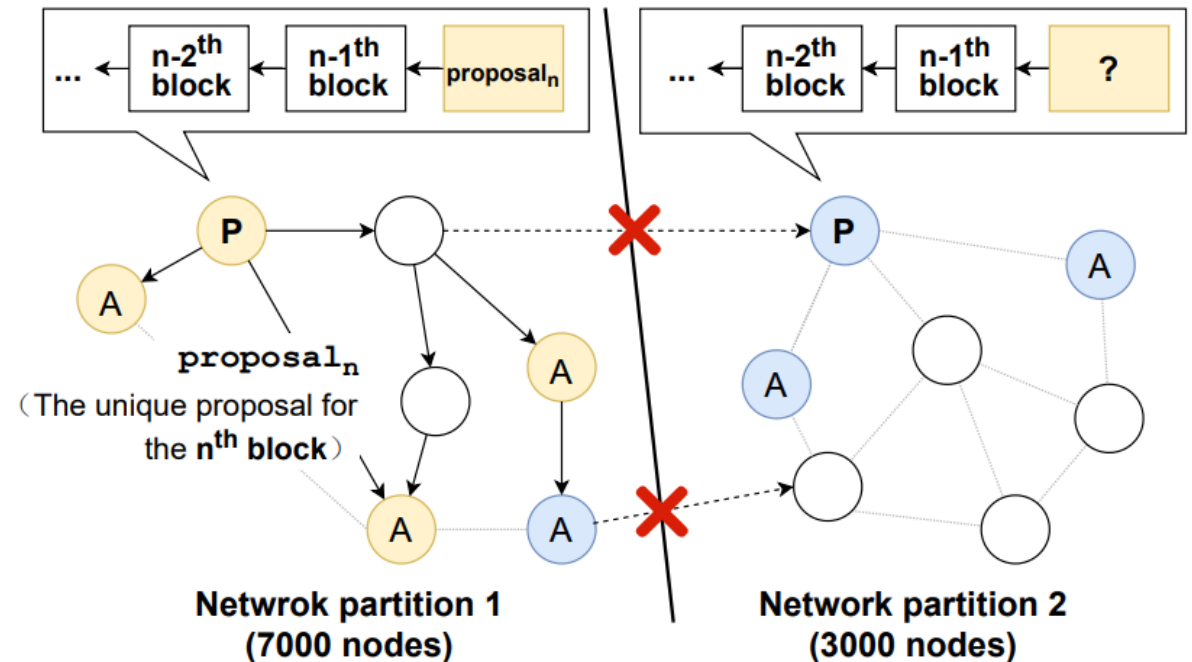 ... n-2th block n-1th block proposaln
... n-2th block n-1th block ?
P
P
A
A
A
A
proposaln
（The unique proposal for
the nth block）
A
A
Netwrok partition 1
(7000 nodes)
Network partition 2
(3000 nodes)